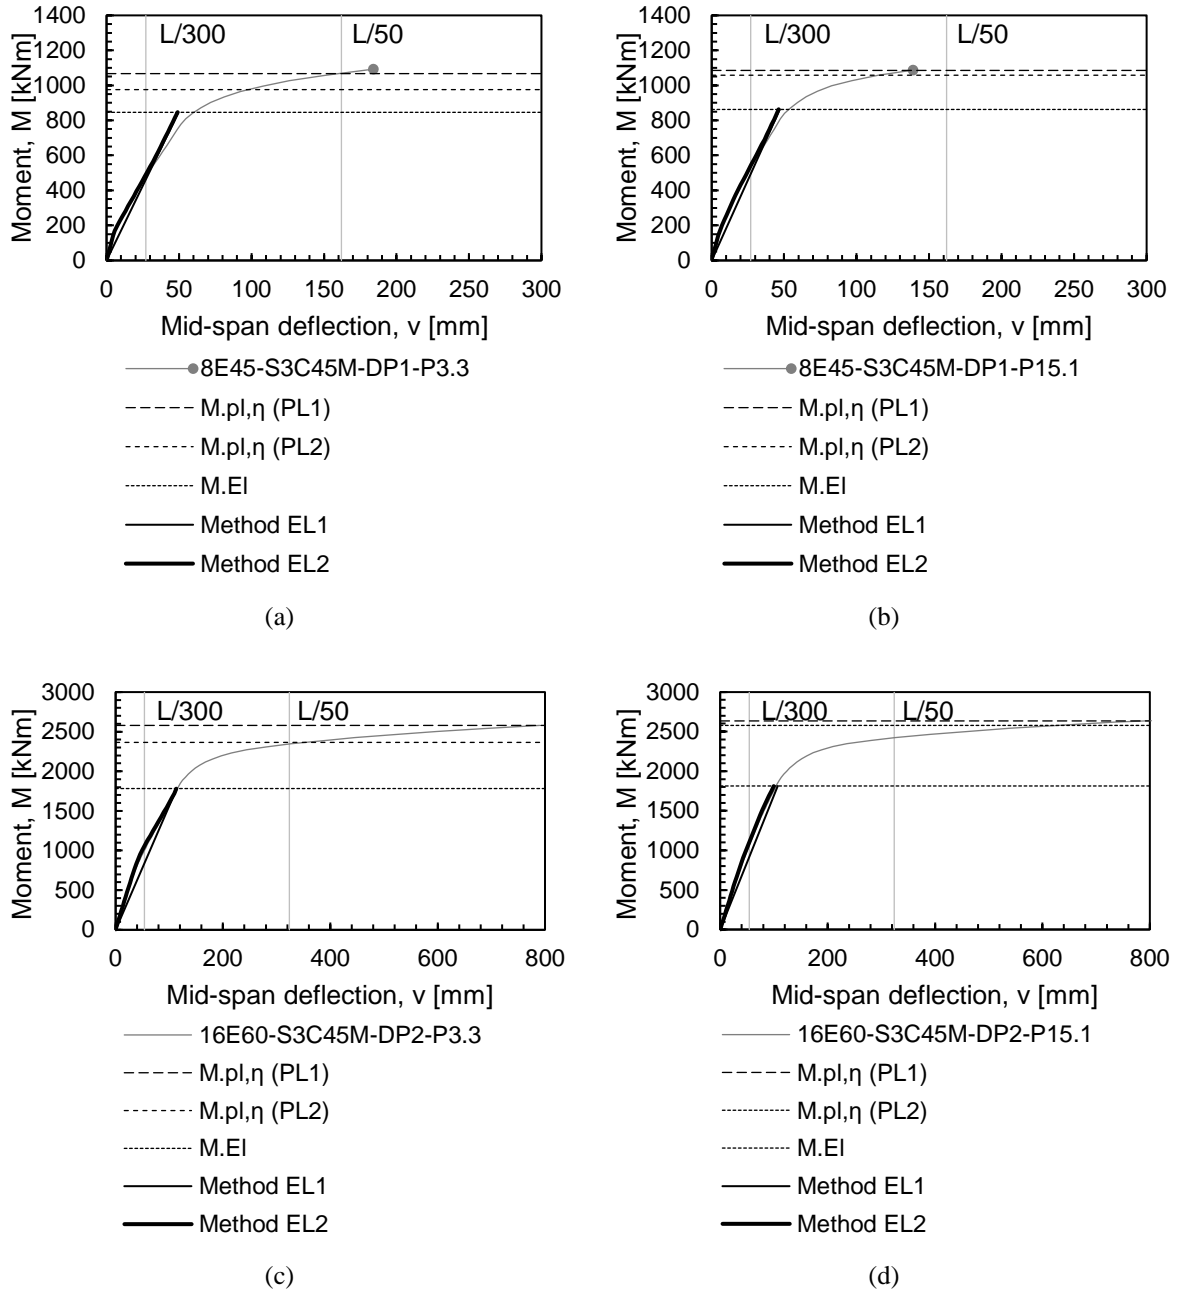 1400
1200
1000
800
600
400
200
0
Moment, M [kNm]
L/300
L/50
0 50 100 150 200 250 300
Mid-span deflection, v [mm]
8E45-S3C45M-DP1-P3.3
M.pl,η (PL1)
M.pl,η (PL2)
M.El
Method EL1
Method EL2
(a)
1400
1200
1000
800
600
400
200
0
Moment, M [kNm]
L/300
L/50
0 50 100 150 200 250 300
Mid-span deflection, v [mm]
8E45-S3C45M-DP1-P15.1
M.pl,η (PL1)
M.pl,η (PL2)
M.El
Method EL1
Method EL2
(b)
3000
2500
2000
1500
1000
500
0
Moment, M [kNm]
L/300
L/50
0 200 400 600 800
Mid-span deflection, v [mm]
16E60-S3C45M-DP2-P3.3
M.pl,η (PL1)
M.pl,η (PL2)
M.El
Method EL1
Method EL2
(c)
3000
2500
2000
1500
1000
500
0
Moment, M [kNm]
L/300
L/50
0 200 400 600 800
Mid-span deflection, v [mm]
16E60-S3C45M-DP2-P15.1
M.pl,η (PL1)
M.pl,η (PL2)
M.El
Method EL1
Method EL2
(d)